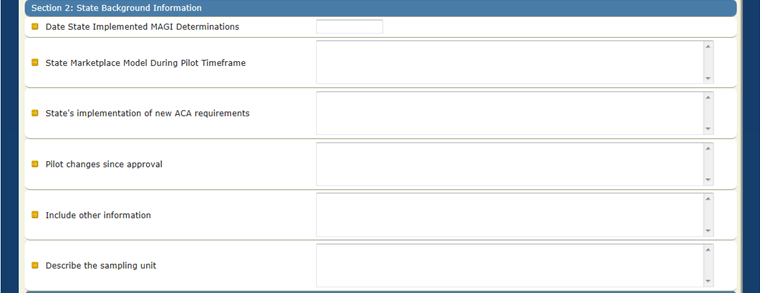 Section 2: State Background Information
Date State Implemented MAGI Determinations
State Marketplace Model During Pilot Timeframe
State's implementation of new ACA requirements
Pilot changes since approval
Include other information
Describe the sampling unit